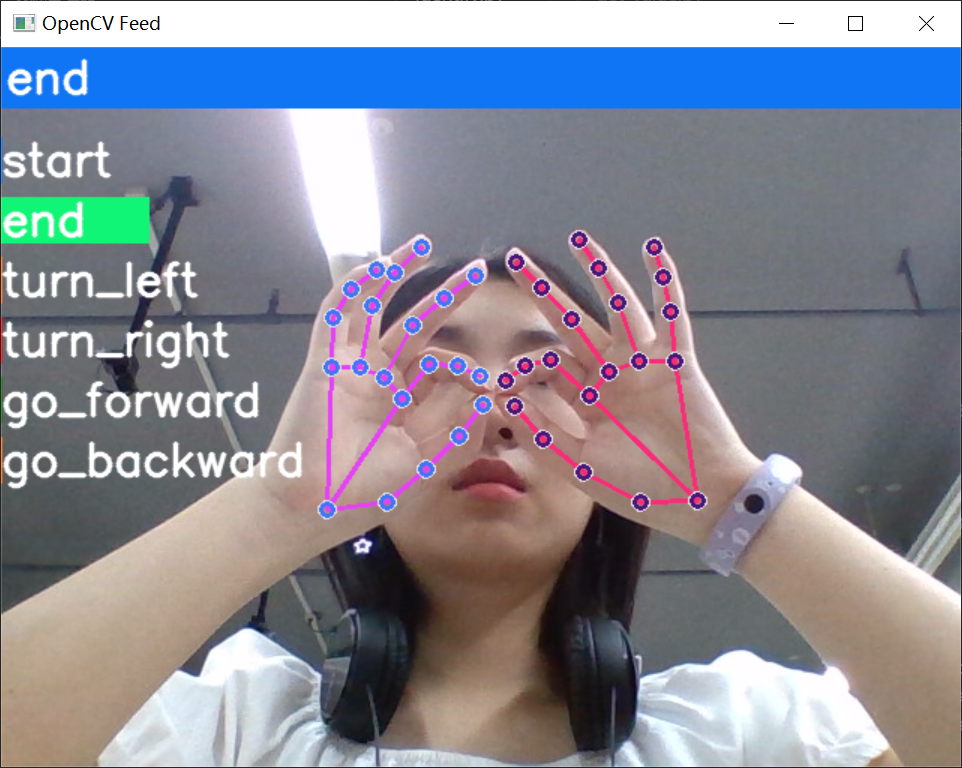 OpenCV Feed
end
start
end
turn_left
turn_right
go_forward
go_backward